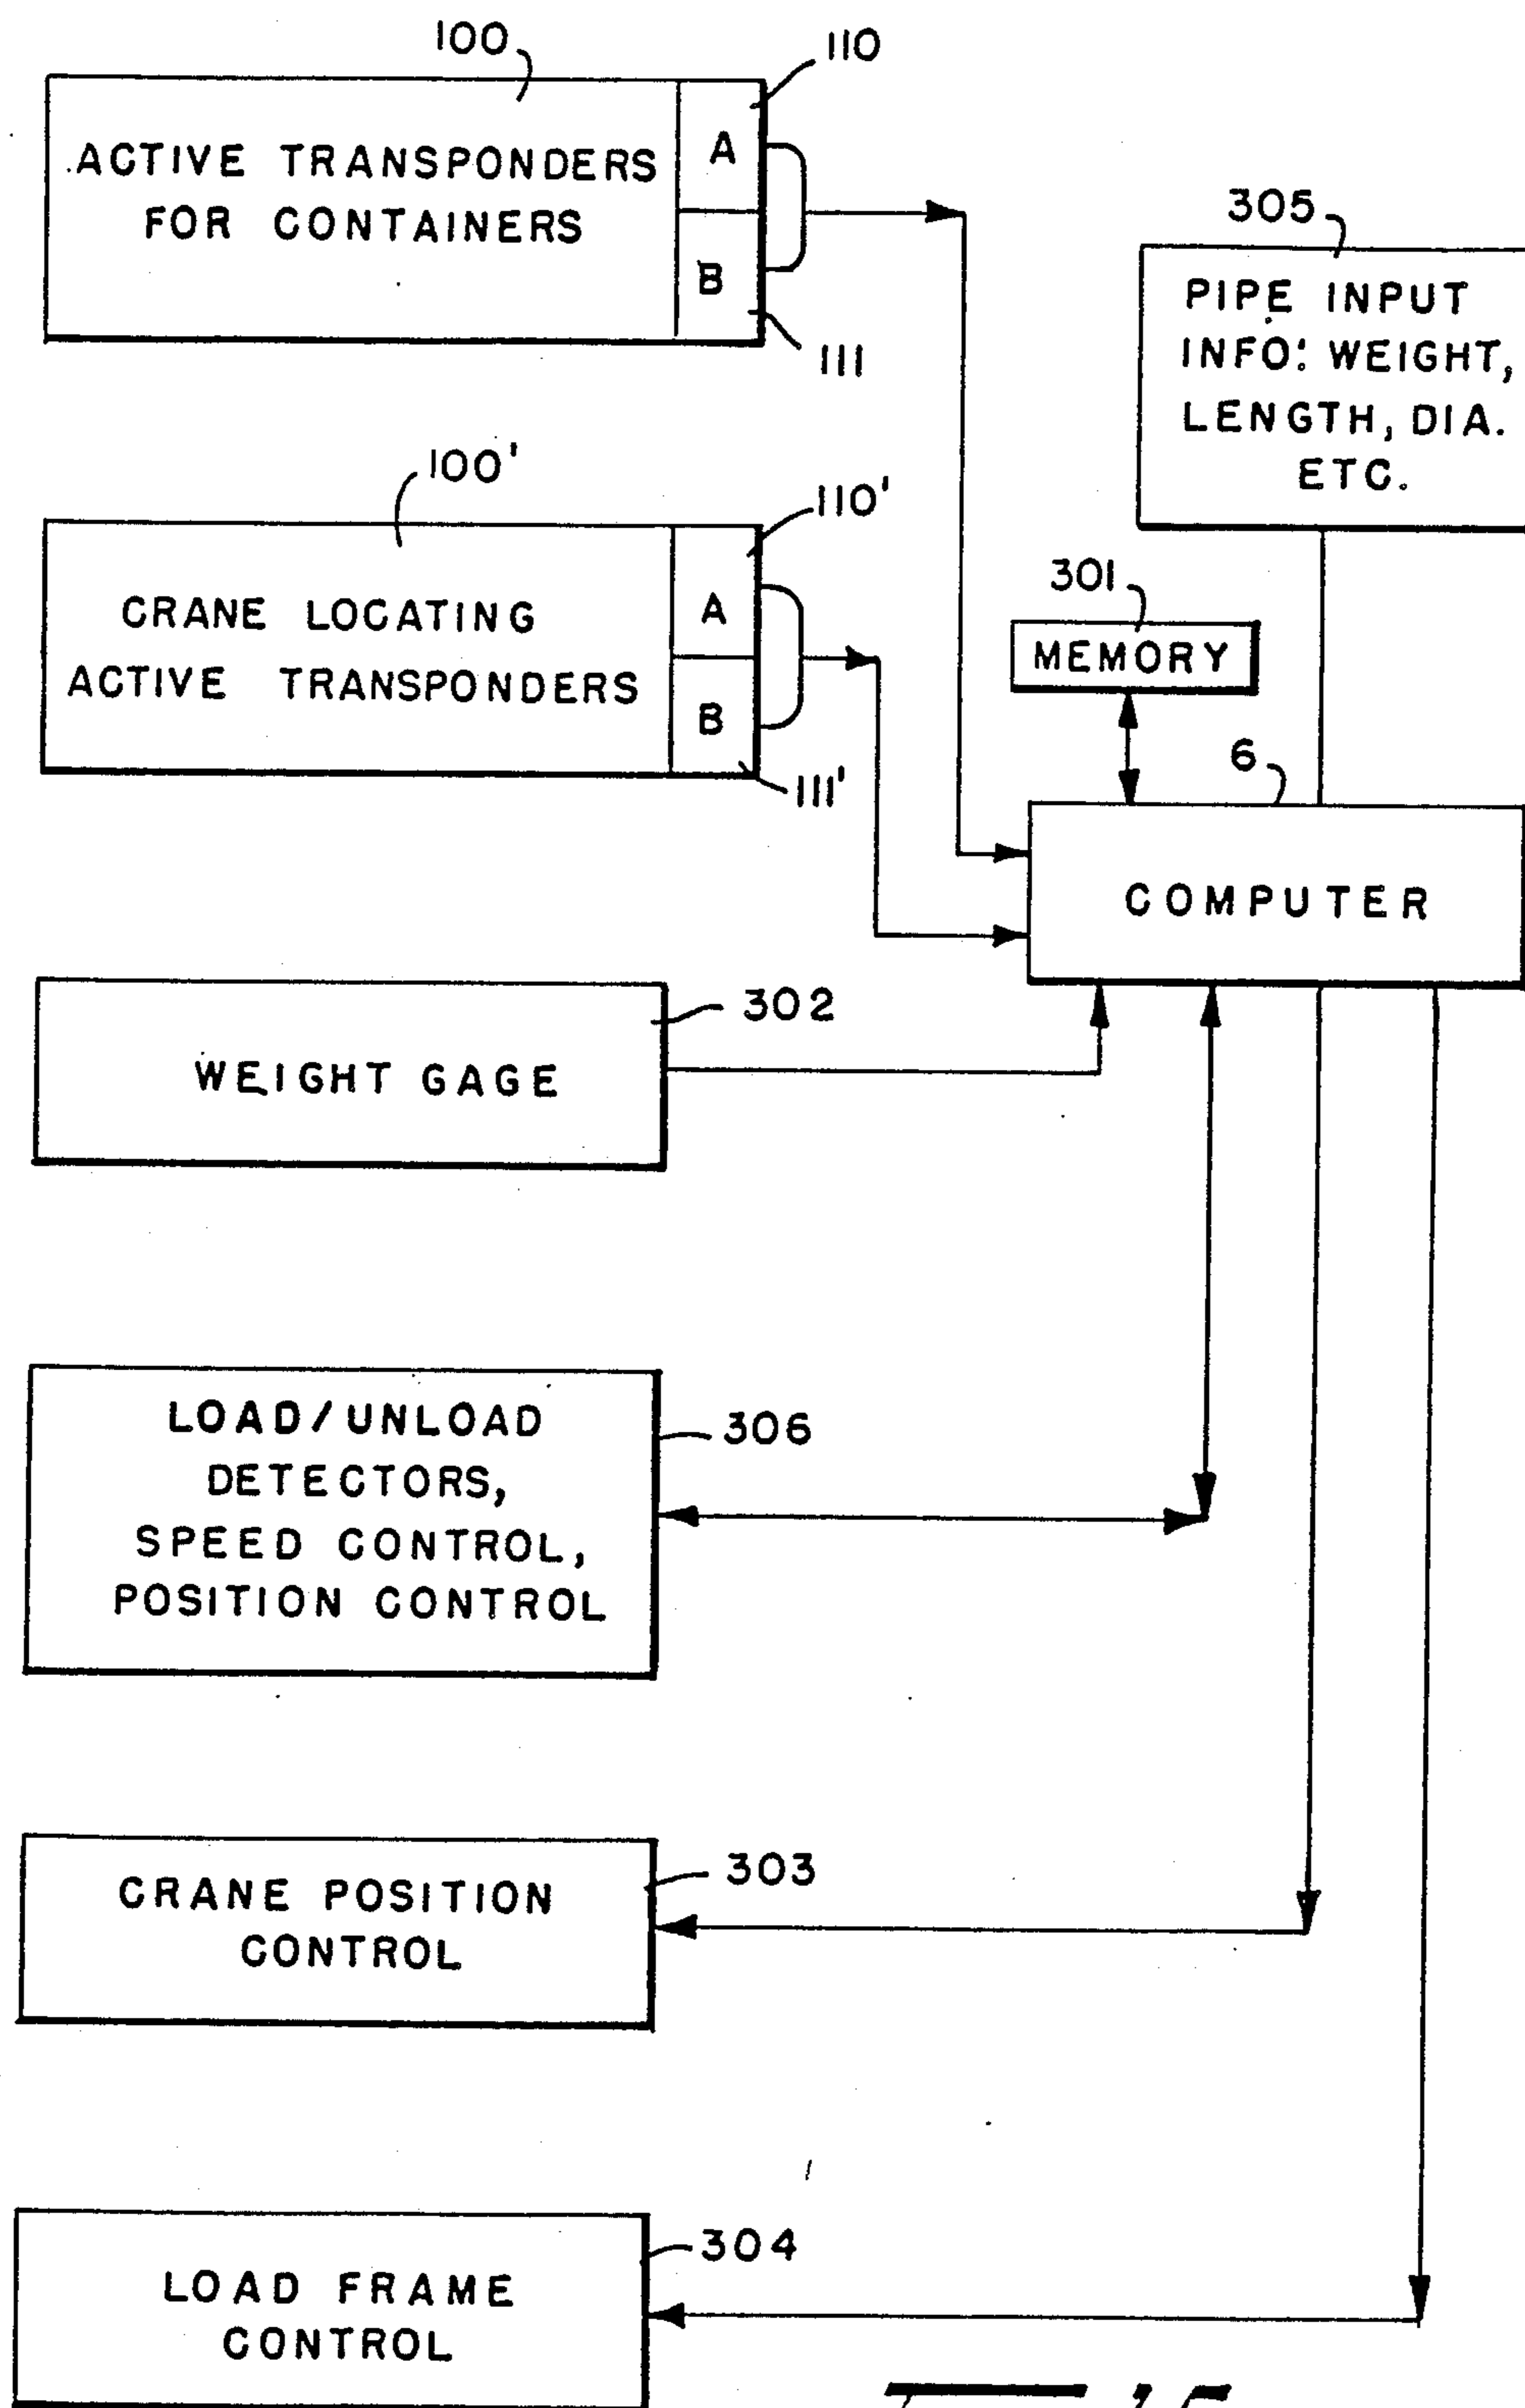 100
110
ACTIVE TRANSPONDERS
FOR CONTAINERS
A
B
111
305
PIPE INPUT
INFO: WEIGHT,
LENGTH, DIA.
ETC.
100'
110'
CRANE LOCATING
ACTIVE TRANSPONDERS
A
B
111'
301
MEMORY
6
COMPUTER
302
WEIGHT GAGE
306
LOAD/UNLOAD
DETECTORS,
SPEED CONTROL,
POSITION CONTROL
303
CRANE POSITION
CONTROL
304
LOAD FRAME
CONTROL